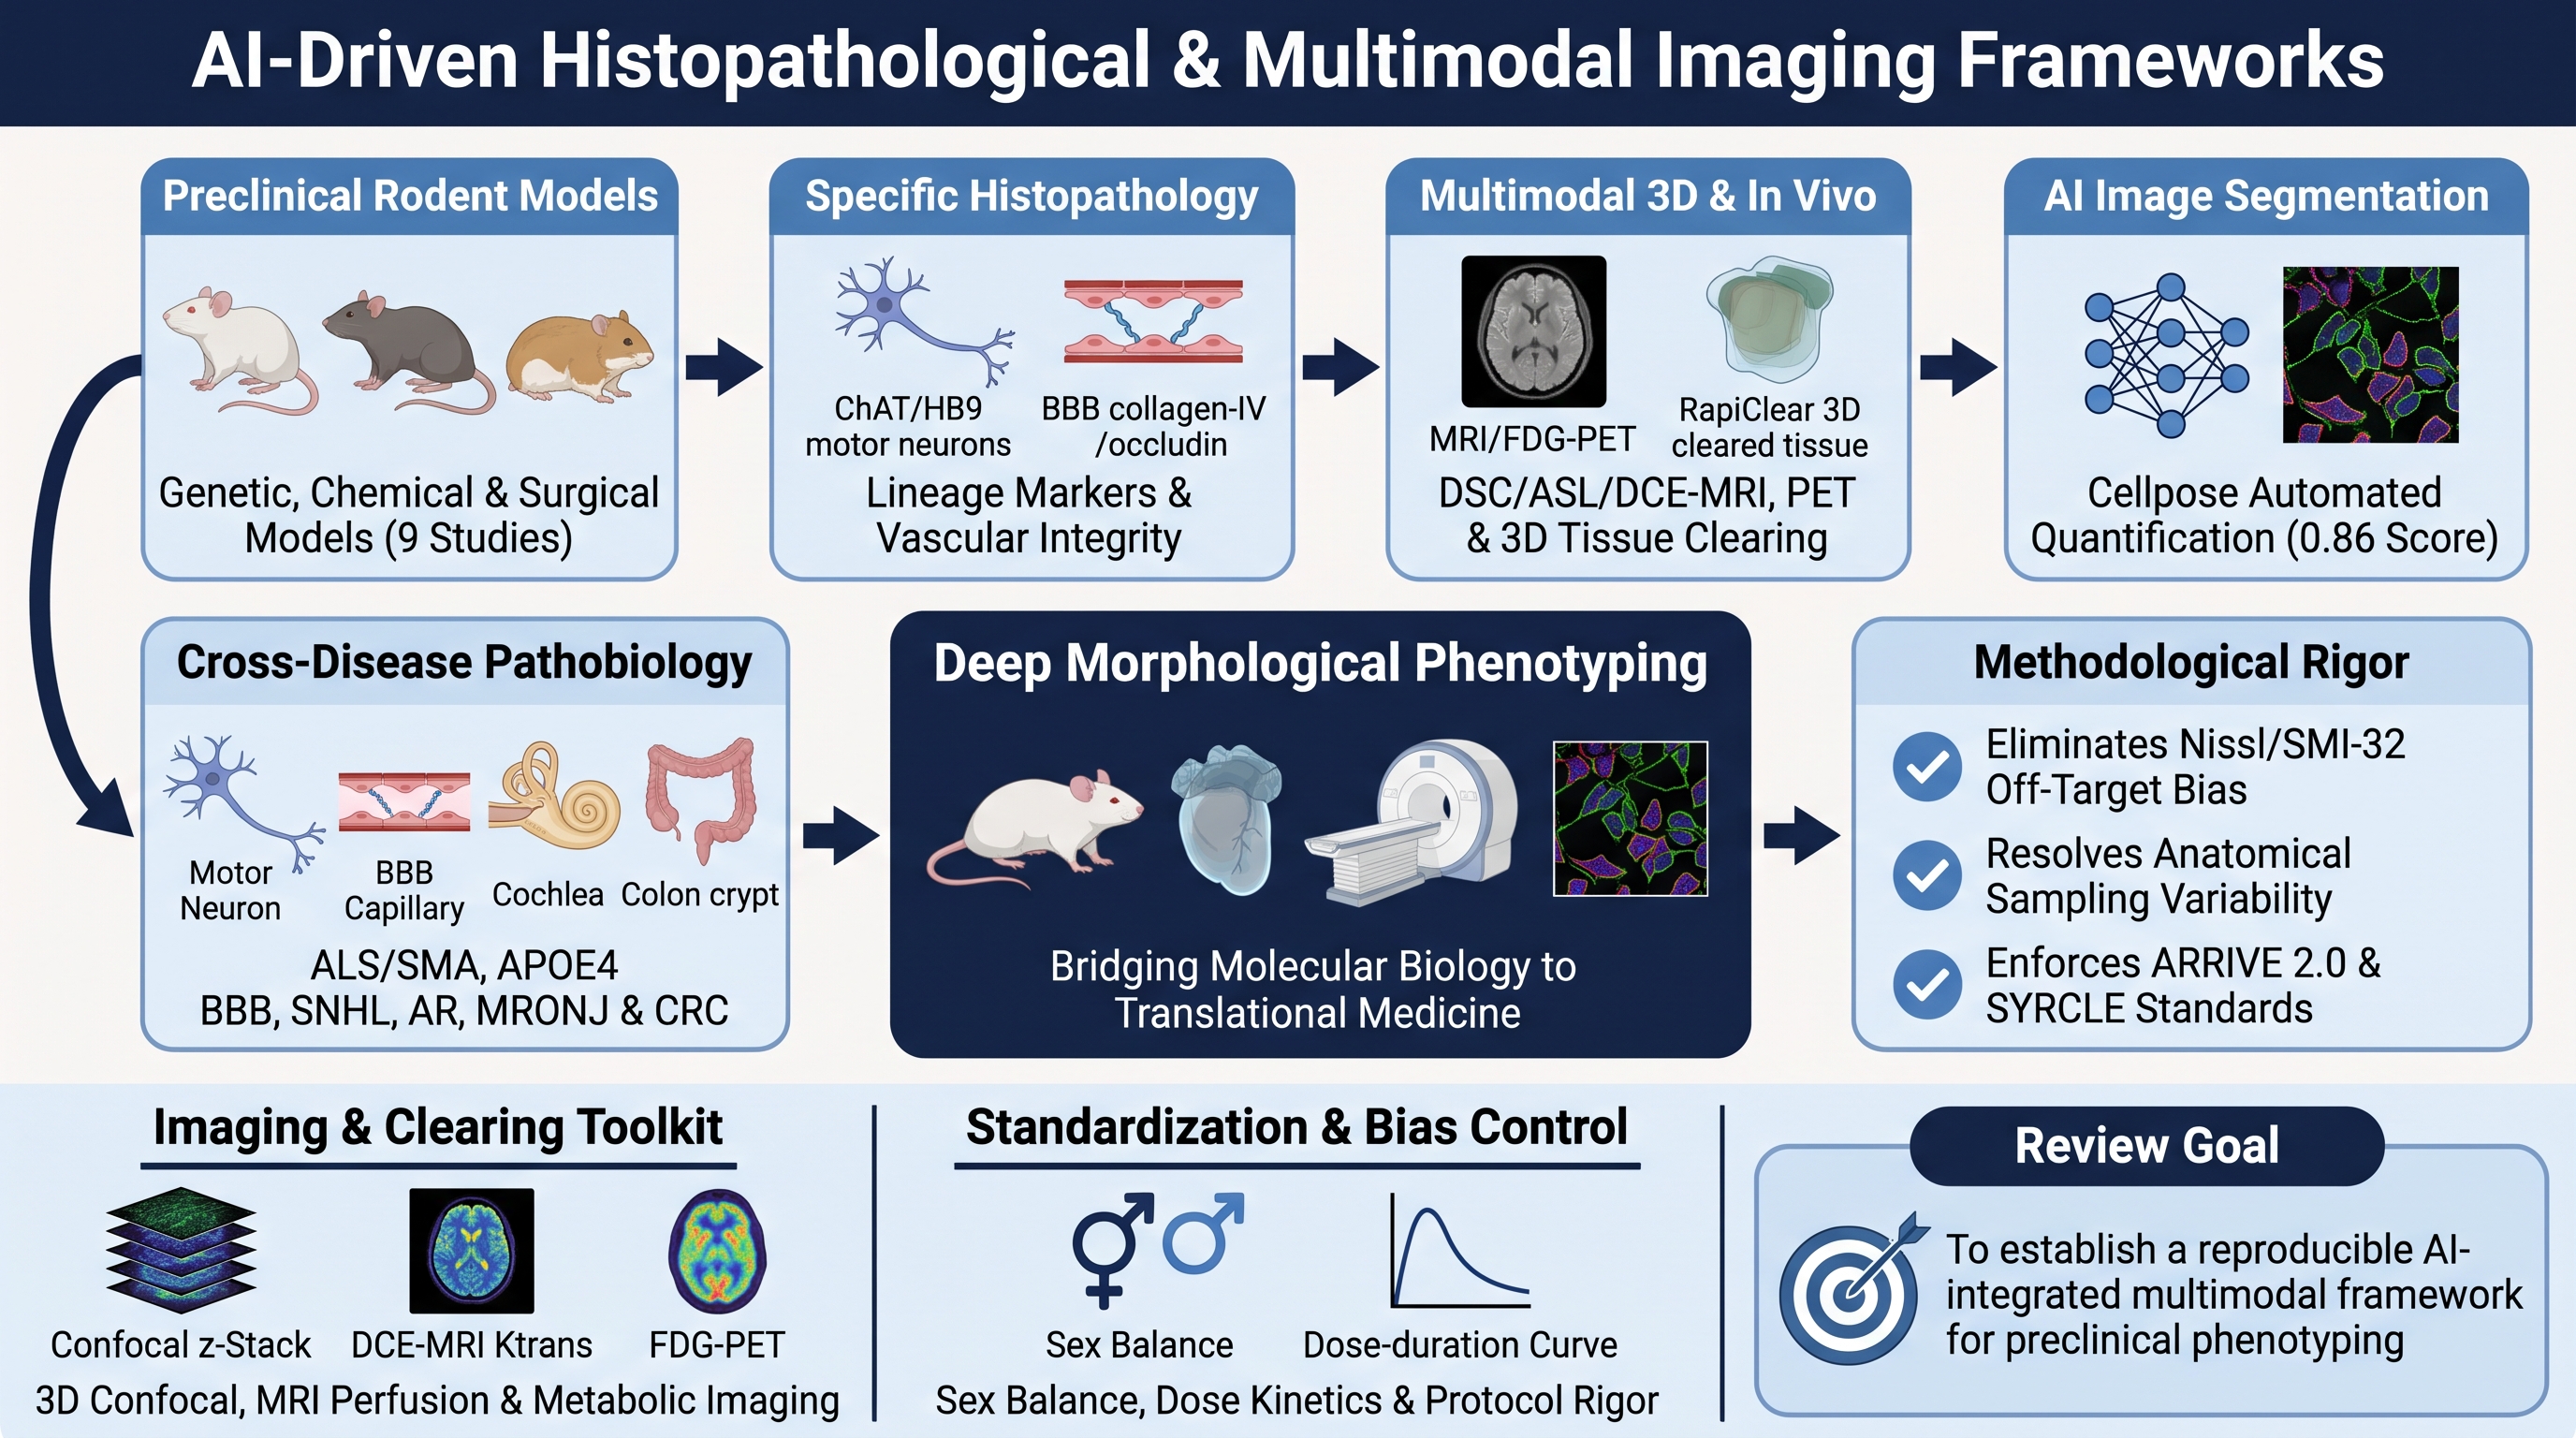 AI-Driven Histopathological & Multimodal Imaging Frameworks
Preclinical Rodent Models
Genetic, Chemical & Surgical
Models (9 Studies)
Specific Histopathology
ChAT/HB9
motor neurons
BBB collagen-IV
/occludin
Lineage Markers &
Vascular Integrity
Multimodal 3D & In Vivo
MRI/FDG-PET
RapiClear 3D
cleared tissue
DSC/ASL/DCE-MRI, PET
& 3D Tissue Clearing
AI Image Segmentation
Cellpose Automated
Quantification (0.86 Score)
Cross-Disease Pathobiology
Motor
Neuron
BBB
Capillary
Cochlea
Colon crypt
ALS/SMA, APOE4
BBB, SNHL, AR, MRONJ & CRC
Deep Morphological Phenotyping
Bridging Molecular Biology to
Translational Medicine
Methodological Rigor
Eliminates Nissl/SMI-32
Off-Target Bias
Resolves Anatomical
Sampling Variability
Enforces ARRIVE 2.0 &
SYRCLE Standards
Imaging & Clearing Toolkit
Confocal z-Stack
DCE-MRI Ktrans
FDG-PET
3D Confocal, MRI Perfusion & Metabolic Imaging
Standardization & Bias Control
Sex Balance
Dose-duration Curve
Sex Balance, Dose Kinetics & Protocol Rigor
Review Goal
To establish a reproducible AI-
integrated multimodal framework
for preclinical phenotyping